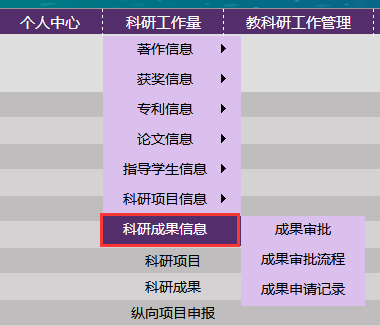 个人中心 科研工作量 教科研工作管理
著作信息
获奖信息
专利信息
论文信息
指导学生信息
科研项目信息
科研成果信息 成果审批
成果审批流程
科研项目
科研成果 成果申请记录
纵向项目申报